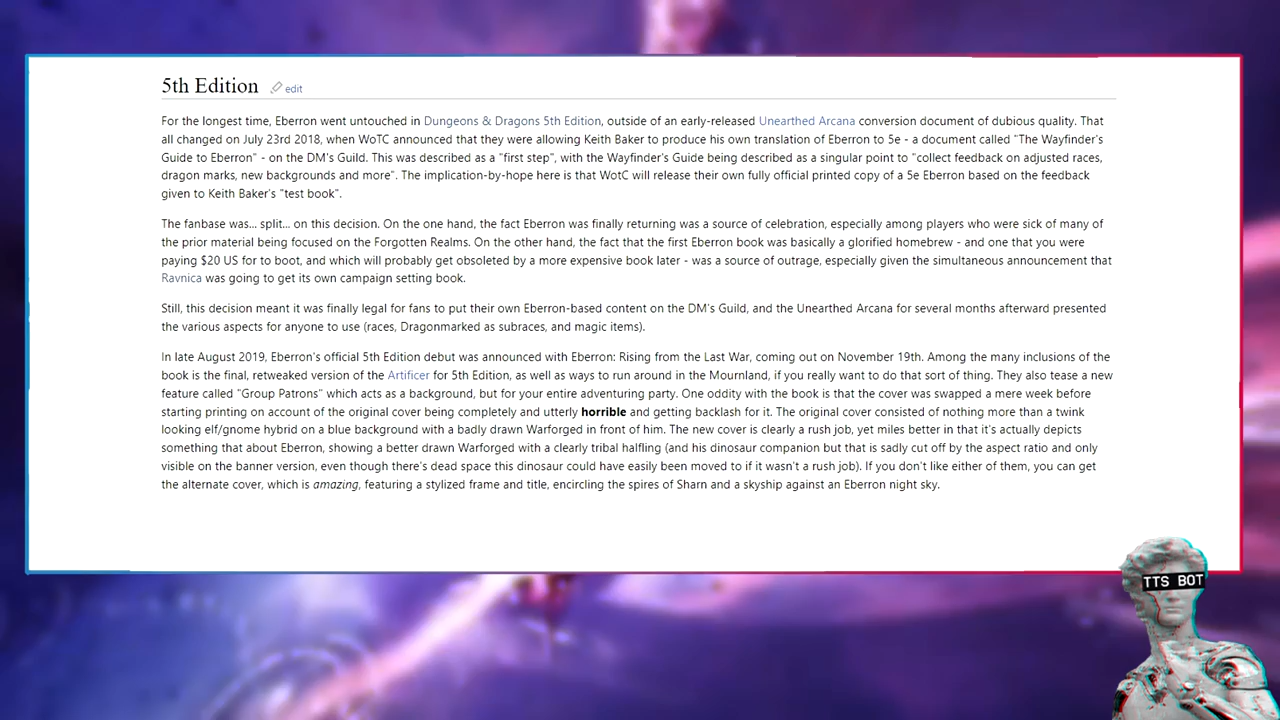 5th Edition edit
For the longest time, Eberron went untouched in Dungeons & Dragons 5th Edition, outside of an early-released Unearthed Arcana conversion document of dubious quality. That
all changed on July 23rd 2018, when WoTC announced that they were allowing Keith Baker to produce his own translation of Eberron to 5e - a document called "The Wayfinder's
Guide to Eberron" - on the DM's Guild. This was described as a "first step", with the Wayfinder's Guide being described as a singular point to "collect feedback on adjusted races,
dragon marks, new backgrounds and more". The implication-by-hope here is that WotC will release their own fully official printed copy of a 5e Eberron based on the feedback
given to Keith Baker's "test book".
The fanbase was... split... on this decision. On the one hand, the fact Eberron was finally returning was a source of celebration, especially among players who were sick of many of
the prior material being focused on the Forgotten Realms. On the other hand, the fact that the first Eberron book was basically a glorified homebrew - and one that you were
paying $20 US for to boot, and which will probably get obsoleted by a more expensive book later - was a source of outrage, especially given the simultaneous announcement that
Ravnica was going to get its own campaign setting book.
Still, this decision meant it was finally legal for fans to put their own Eberron-based content on the DM's Guild, and the Unearthed Arcana for several months afterward presented
the various aspects for anyone to use (races, Dragonmarked as subraces, and magic items).
In late August 2019, Eberron's official 5th Edition debut was announced with Eberron: Rising from the Last War, coming out on November 19th. Among the many inclusions of the
book is the final, retweaked version of the Artificer for 5th Edition, as well as ways to run around in the Mournland, if you really want to do that sort of thing. They also tease a new
feature called "Group Patrons" which acts as a background, but for your entire adventuring party. One oddity with the book is that the cover was swapped a mere week before
starting printing on account of the original cover being completely and utterly horrible and getting backlash for it. The original cover consisted of nothing more than a twink
looking elf/gnome hybrid on a blue background with a badly drawn Warforged in front of him. The new cover is clearly a rush job, yet miles better in that it's actually depicts
something that about Eberron, showing a better drawn Warforged with a clearly tribal halfling (and his dinosaur companion but that is sadly cut off by the aspect ratio and only
visible on the banner version, even though there's dead space this dinosaur could have easily been moved to if it wasn't a rush job). If you don't like either of them, you can get
the alternate cover, which is amazing, featuring a stylized frame and title, encircling the spires of Sharn and a skyship against an Eberron night sky.
TTS BOT